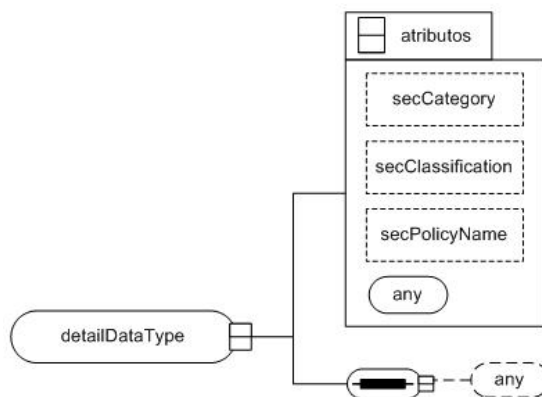 atributos
secCategory
secClassification
secPolicyName
any
detailDataType
any